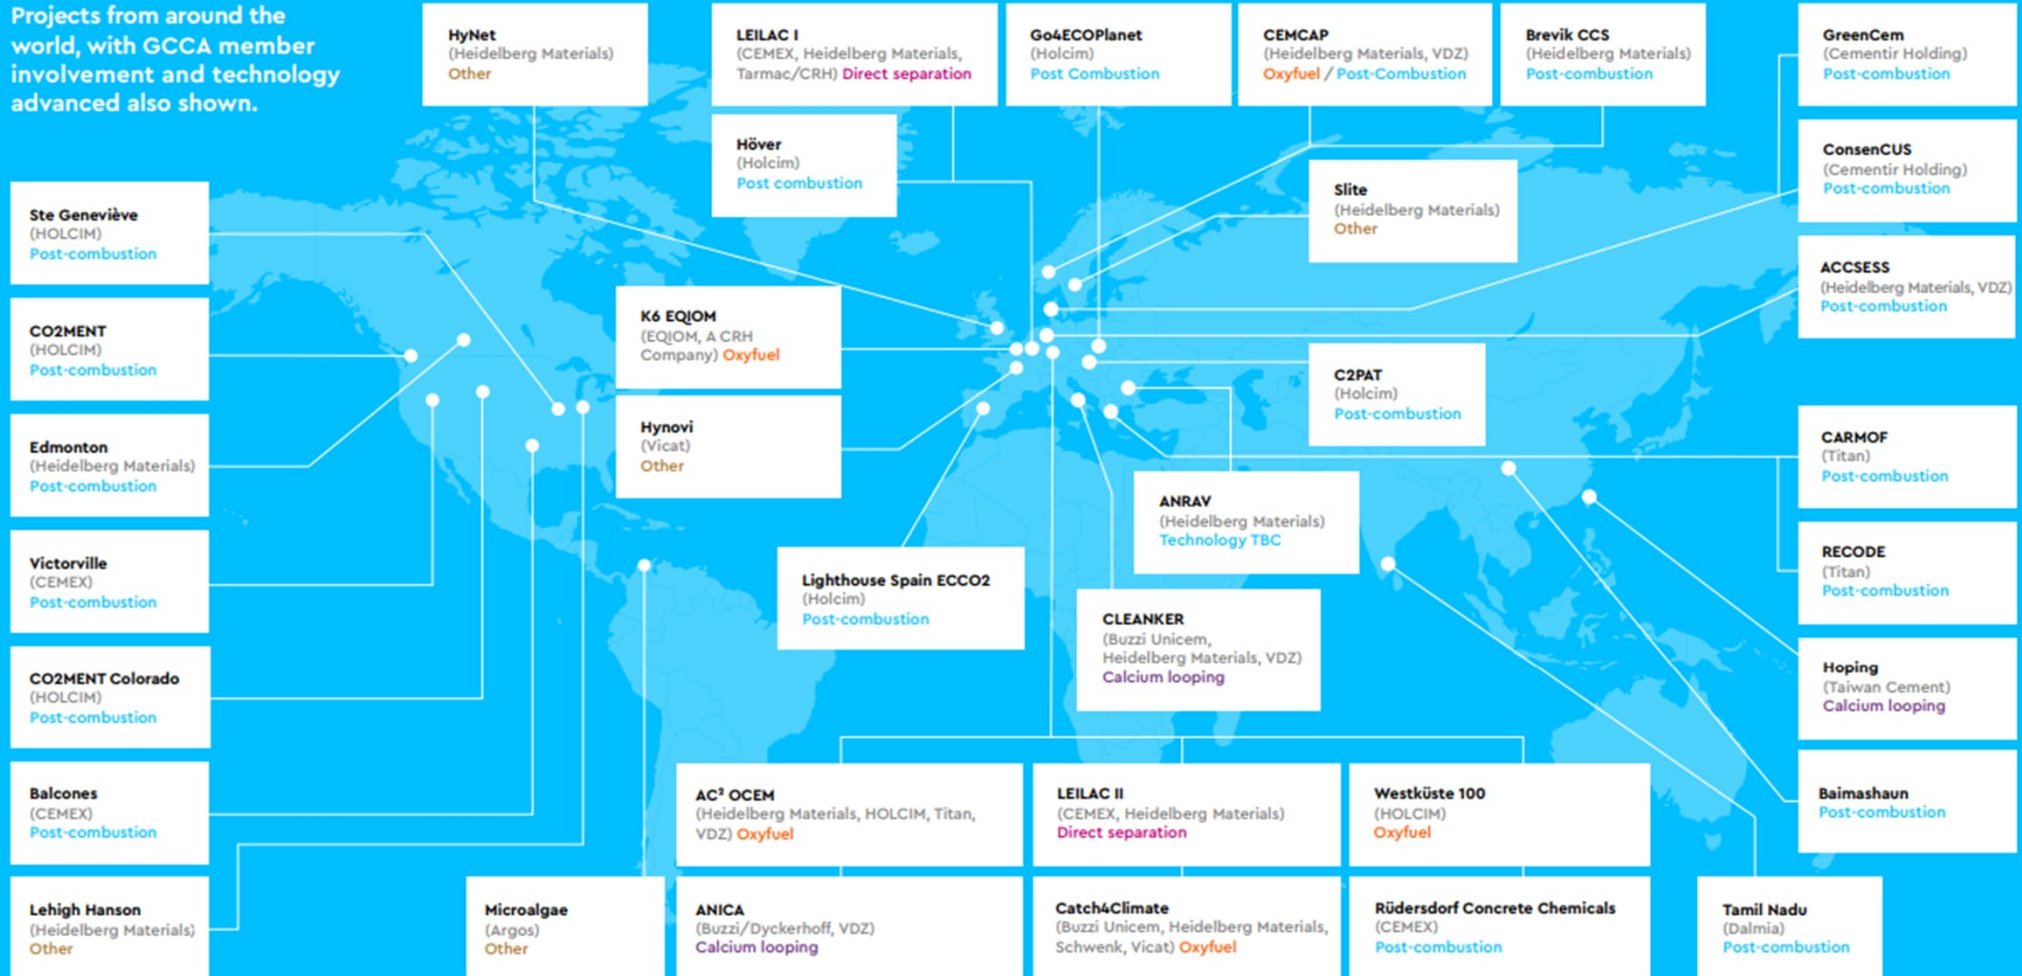 Projects from around the
world, with GCCA member
involvement and technology
advanced also shown.
HyNet
(Heidelberg Materials)
Other
LEILAC I
(CEMEX, Heidelberg Materials,
Tarmac/CRH) Direct separation
Go4ECOPlanet
(Holcim)
Post Combustion
CEMCAP
(Heidelberg Materials, VDZ)
Oxyfuel / Post-Combustion
Brevik CCS
(Heidelberg Materials)
Post-combustion
GreenCem
(Cementir Holding)
Post-combustion
Höver
(Holcim)
Post combustion
ConsenCUS
(Cementir Holding)
Post-combustion
Slite
(Heidelberg Materials)
Other
Ste Geneviève
(HOLCIM)
Post-combustion
ACCSESS
(Heidelberg Materials, VDZ)
Post-combustion
K6 EQIOM
(EQIOM, A CRH
Company) Oxyfuel
CO2MENT
(HOLCIM)
Post-combustion
C2PAT
(Holcim)
Post-combustion
Hynovi
(Vicat)
Other
Edmonton
(Heidelberg Materials)
Post-combustion
CARMOF
(Titan)
Post-combustion
ANRAV
(Heidelberg Materials)
Technology TBC
Victorville
(CEMEX)
Post-combustion
Lighthouse Spain ECCO2
(Holcim)
Post-combustion
RECODE
(Titan)
Post-combustion
CLEANKER
(Buzzi Unicem,
Heidelberg Materials, VDZ)
Calcium looping
CO2MENT Colorado
(HOLCIM)
Post-combustion
Hoping
(Taiwan Cement)
Calcium looping
Balcones
(CEMEX)
Post-combustion
AC² OCEM
(Heidelberg Materials, HOLCIM, Titan,
VDZ) Oxyfuel
LEILAC II
(CEMEX, Heidelberg Materials)
Direct separation
Westküste 100
(HOLCIM)
Oxyfuel
Baimashaun
Post-combustion
Lehigh Hanson
(Heidelberg Materials)
Other
Microalgae
(Argos)
Other
ANICA
(Buzzi/Dyckerhoff, VDZ)
Calcium looping
Catch4Climate
(Buzzi Unicem, Heidelberg Materials,
Schwenk, Vicat) Oxyfuel
Rüdersdorf Concrete Chemicals
(CEMEX)
Post-combustion
Tamil Nadu
(Dalmia)
Post-combustion